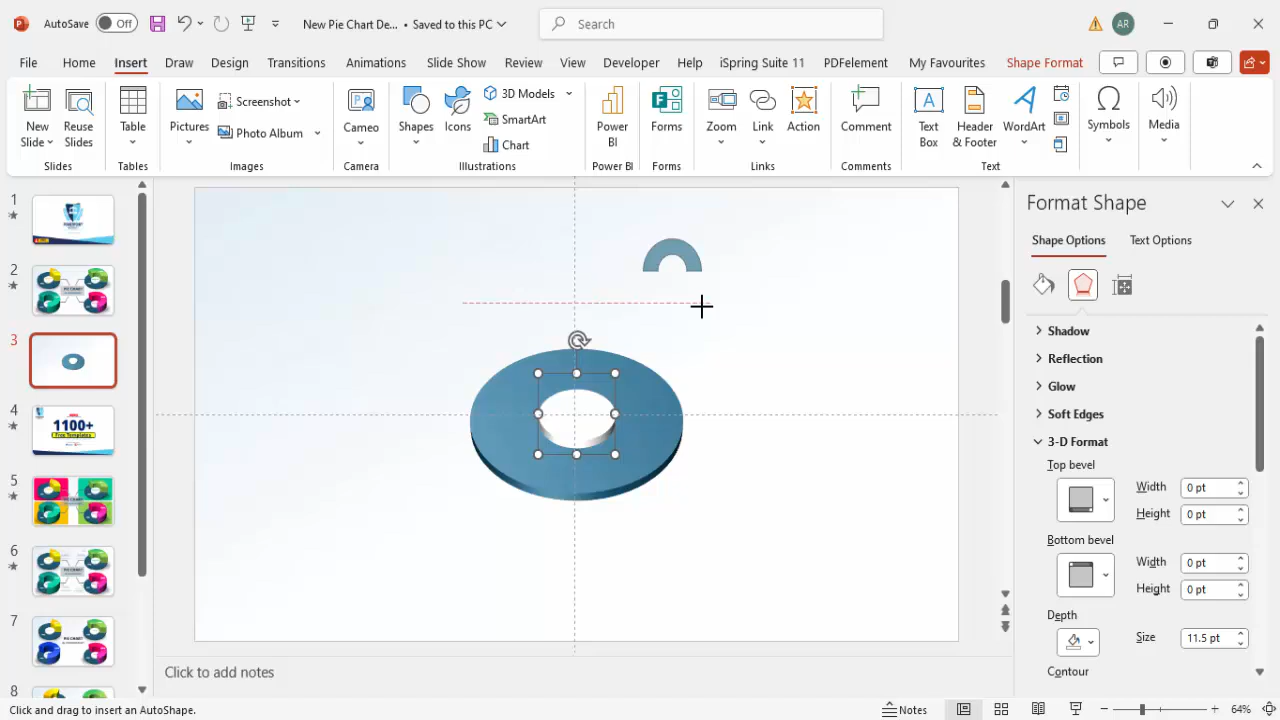 AutoSave Off New Pie Chart De... • Saved to this PC Search AR
File Home Insert Draw Design Transitions Animations Slide Show Review View Developer Help iSpring Suite 11 PDFelement My Favourites Shape Format
New Slide Reuse Slides Table Pictures Screenshot Photo Album Cameo Shapes Icons 3D Models SmartArt Chart Power BI Forms Zoom Link Action Comment Text Box Header & Footer WordArt Symbols Media
Slides Tables Images Camera Illustrations Power BI Forms Links Comments Text
1
2
3
4
1100+
5
6
7
8
Format Shape
Shape Options Text Options
Shadow
Reflection
Glow
Soft Edges
3-D Format
Top bevel
Width 0 pt
Height 0 pt
Bottom bevel
Width 0 pt
Height 0 pt
Depth
Size 11.5 pt
Contour
Click to add notes
Click and drag to insert an AutoShape. Notes 64%